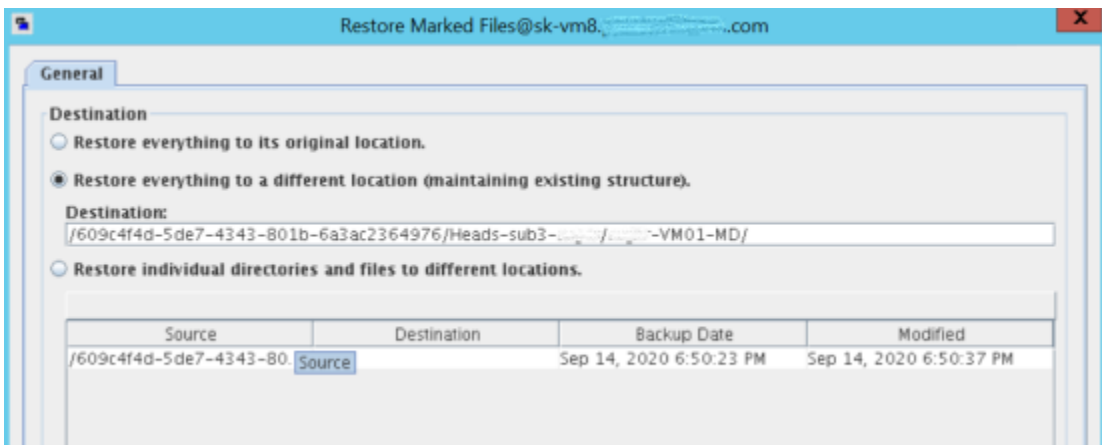 Restore Marked Files@sk-vm8. .com
X
General
Destination
Restore everything to its original location.
Restore everything to a different location (maintaining existing structure).
Destination:
/609c4f4d-5de7-4343-801b-6a3ac2364976/Heads-sub3- / -VM01-MD/
Restore individual directories and files to different locations.
Source Destination Backup Date Modified
/609c4f4d-5de7-4343-80. Source Sep 14, 2020 6:50:23 PM Sep 14, 2020 6:50:37 PM